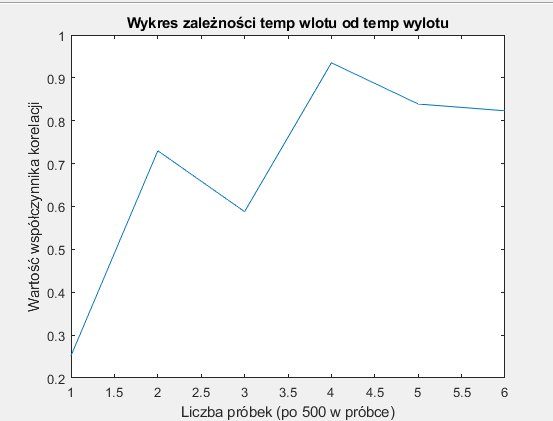 Wykres zależności temp wlotu od temp wylotu
Wartość współczynnika korelacji
1
0.9
0.8
0.7
0.6
0.5
0.4
0.3
0.2
1 1.5 2 2.5 3 3.5 4 4.5 5 5.5 6
Liczba próbek (po 500 w próbce)